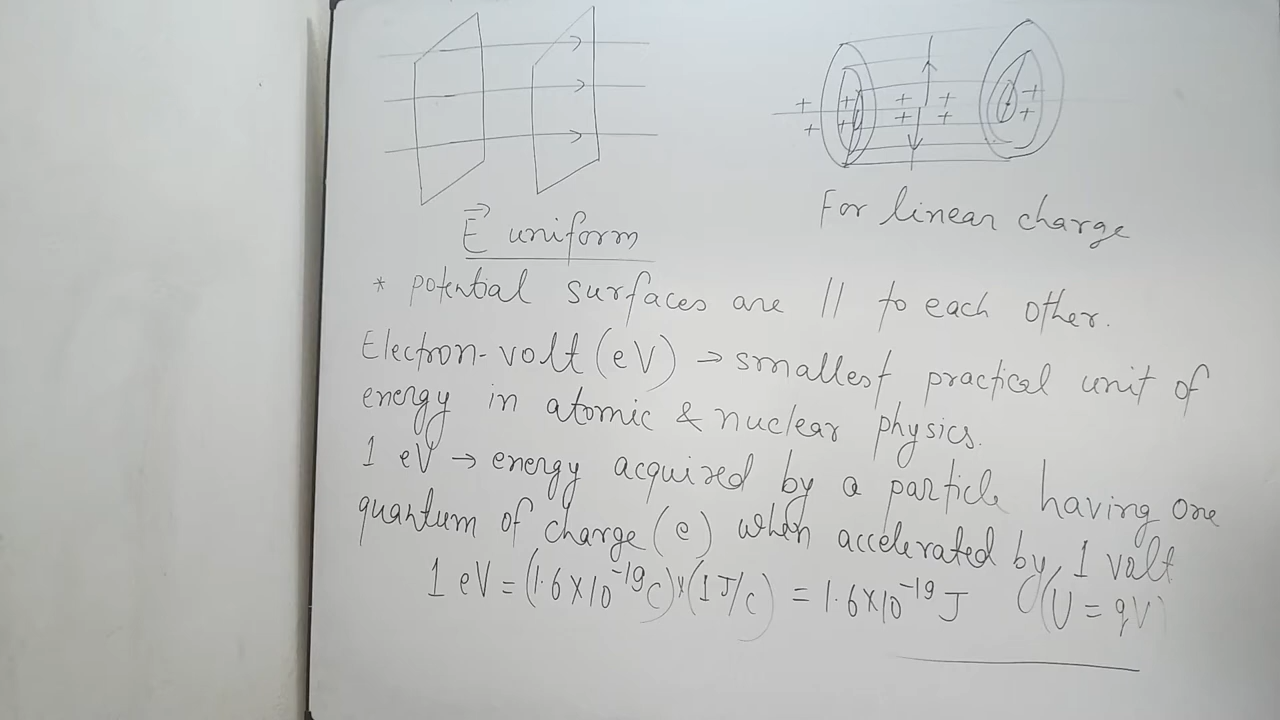 E uniform
For linear charge
* potential surfaces are || to each other.
Electron-volt (eV) → smallest practical unit of
energy in atomic & nuclear physics.
1 eV → energy acquired by a particle having one
quantum of charge (e) when accelerated by 1 volt
1 eV = (1.6×10⁻¹⁹C)×(1J/C) = 1.6×10⁻¹⁹ J (U = qV)